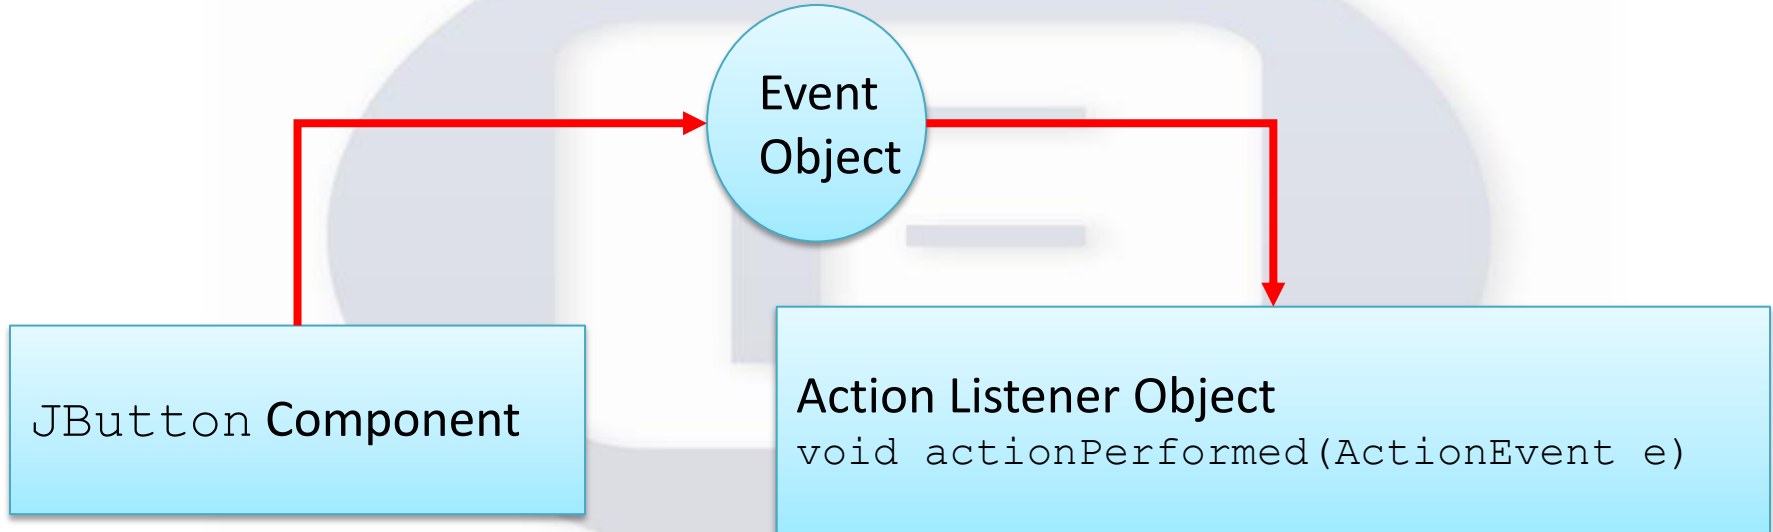 Event
Object
JButton Component
Action Listener Object
void actionPerformed(ActionEvent e)